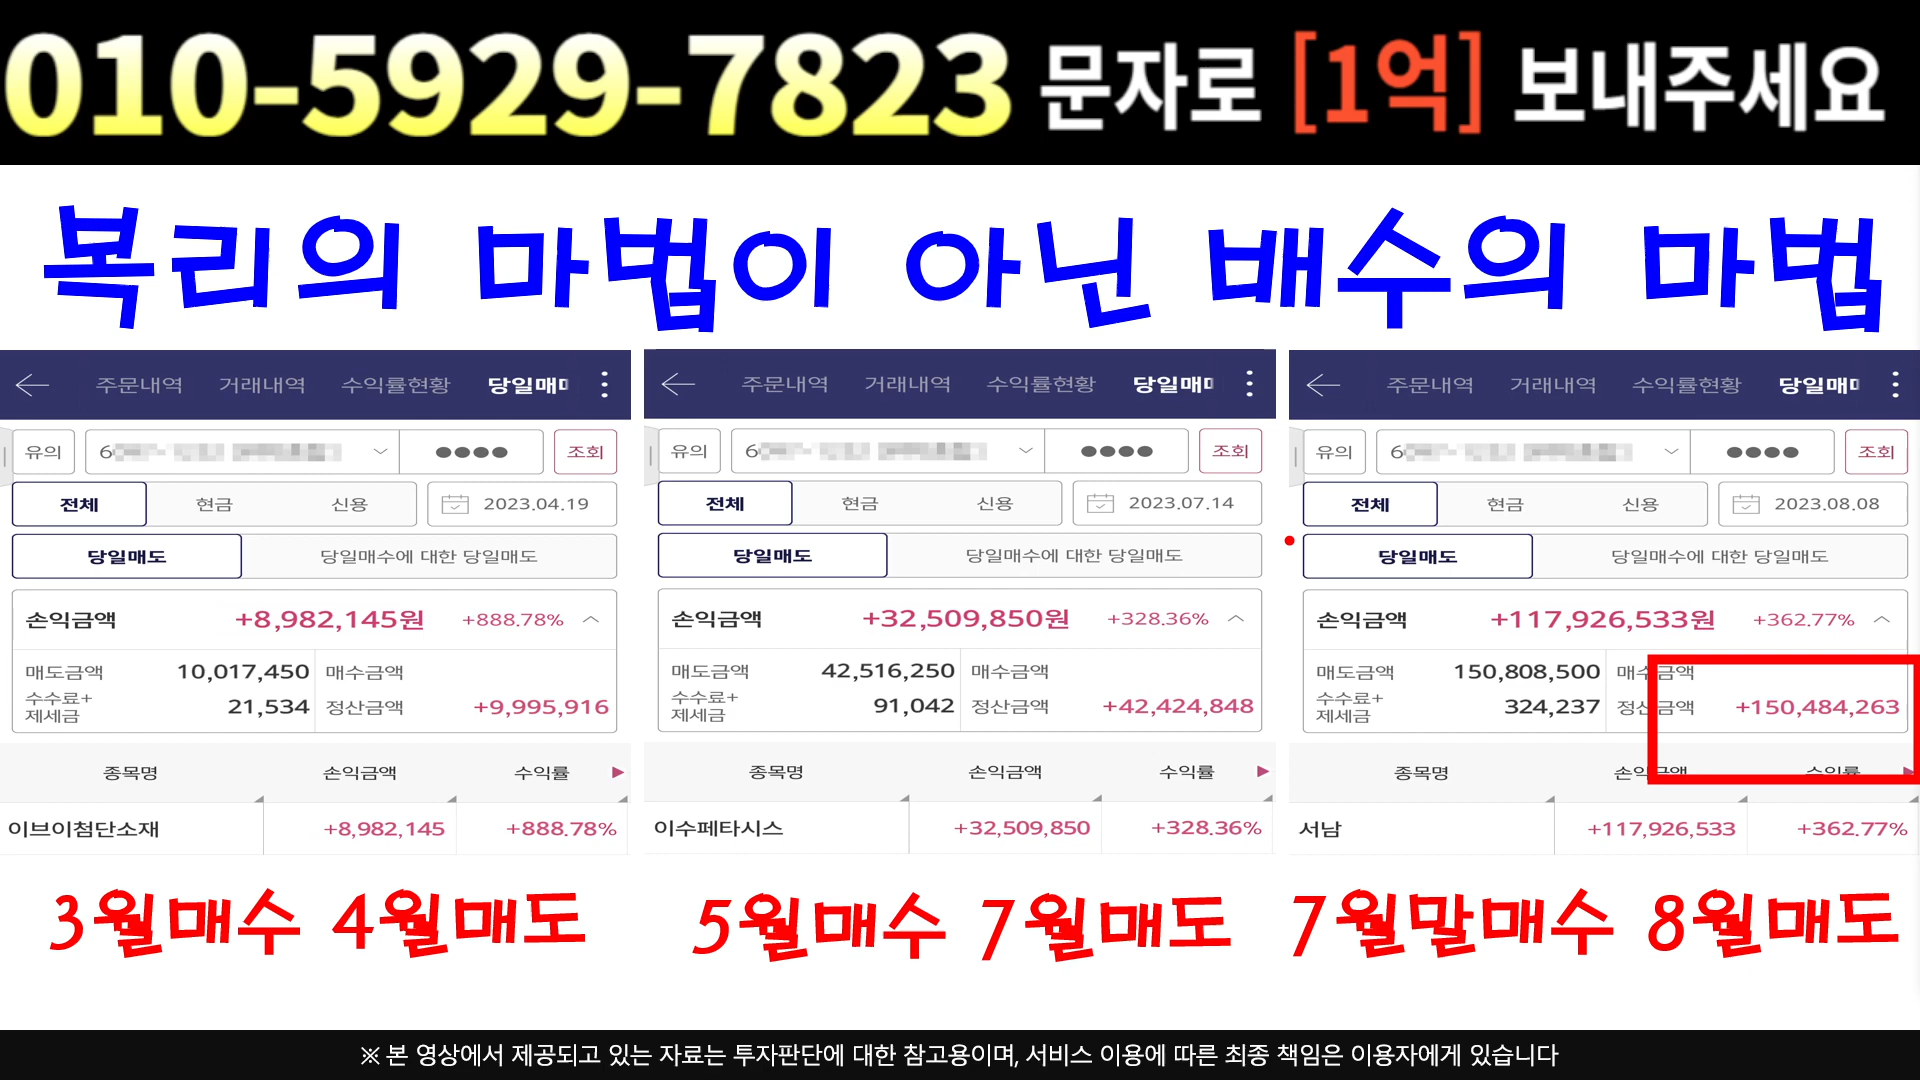 010-5929-7823 문자로 [1억] 보내주세요
복리의 마법이 아닌 배수의 마법
주문내역 거래내역 수익률현황 당일매
유의 6 ●●●● 조회
전체 현금 신용 2023.04.19
당일매도 당일매수에 대한 당일매도
손익금액 +8,982,145원 +888.78%
매도금액 10,017,450 매수금액
수수료+
제세금 21,534 정산금액 +9,995,916
종목명 손익금액 수익률
이브이첨단소재 +8,982,145 +888.78%
3월매수 4월매도
주문내역 거래내역 수익률현황 당일매
유의 6 ●●●● 조회
전체 현금 신용 2023.07.14
당일매도 당일매수에 대한 당일매도
손익금액 +32,509,850원 +328.36%
매도금액 42,516,250 매수금액
수수료+
제세금 91,042 정산금액 +42,424,848
종목명 손익금액 수익률
이수페타시스 +32,509,850 +328.36%
5월매수 7월매도
주문내역 거래내역 수익률현황 당일매
유의 6 ●●●● 조회
전체 현금 신용 2023.08.08
당일매도 당일매수에 대한 당일매도
손익금액 +117,926,533원 +362.77%
매도금액 150,808,500 매수금액
수수료+
제세금 324,237 정산금액 +150,484,263
종목명 손익금액 수익률
서남 +117,926,533 +362.77%
7월말매수 8월매도
※ 본 영상에서 제공되고 있는 자료는 투자판단에 대한 참고용이며, 서비스 이용에 따른 최종 책임은 이용자에게 있습니다